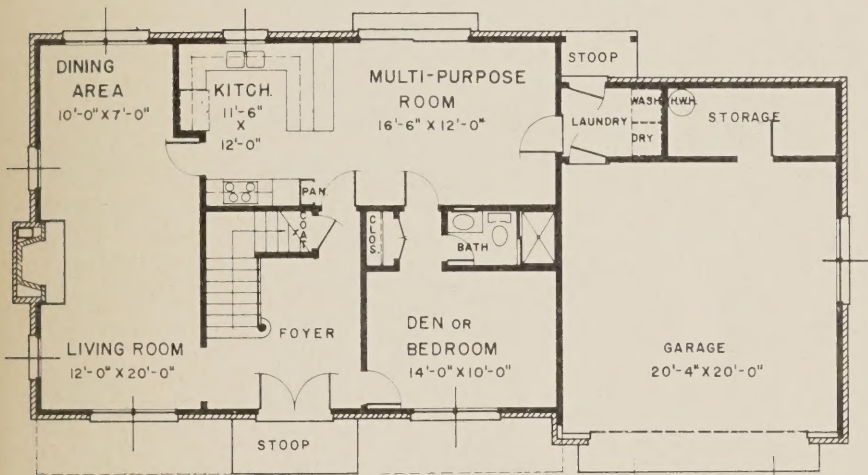 DINING
AREA
10'-0" X 7'-0"
KITCH.
11'-6"
X
12'-0"
MULTI-PURPOSE
ROOM
16'-6" X 12'-0"
STOOP
LAUNDRY
WASH
DRY
H.W.H.
STORAGE
PAN.
COAT
CLOS.
BATH
LIVING ROOM
12'-0" X 20'-0"
FOYER
DEN OR
BEDROOM
14'-0" X 10'-0"
GARAGE
20'-4" X 20'-0"
STOOP